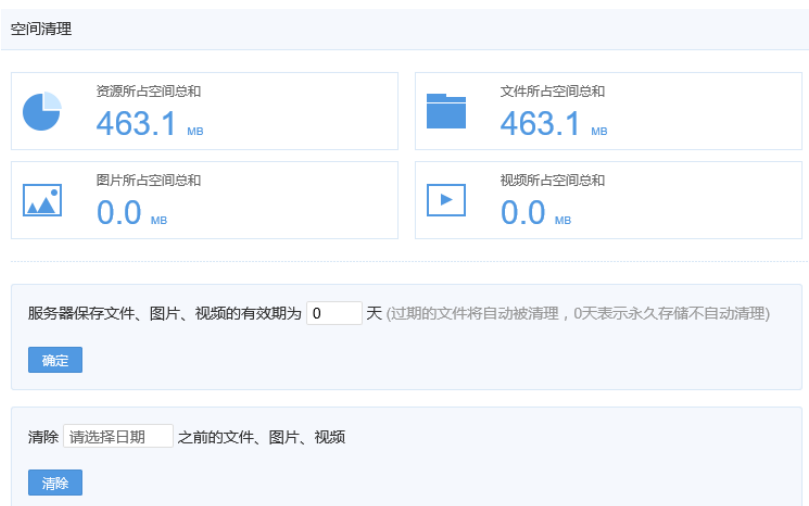 空间清理
资源所占空间总和
463.1 MB
文件所占空间总和
463.1 MB
图片所占空间总和
0.0 MB
视频所占空间总和
0.0 MB
服务器保存文件、图片、视频的有效期为 0 天 (过期的文件将自动被清理，0天表示永久存储不自动清理)
确定
清除 请选择日期 之前的文件、图片、视频
清除